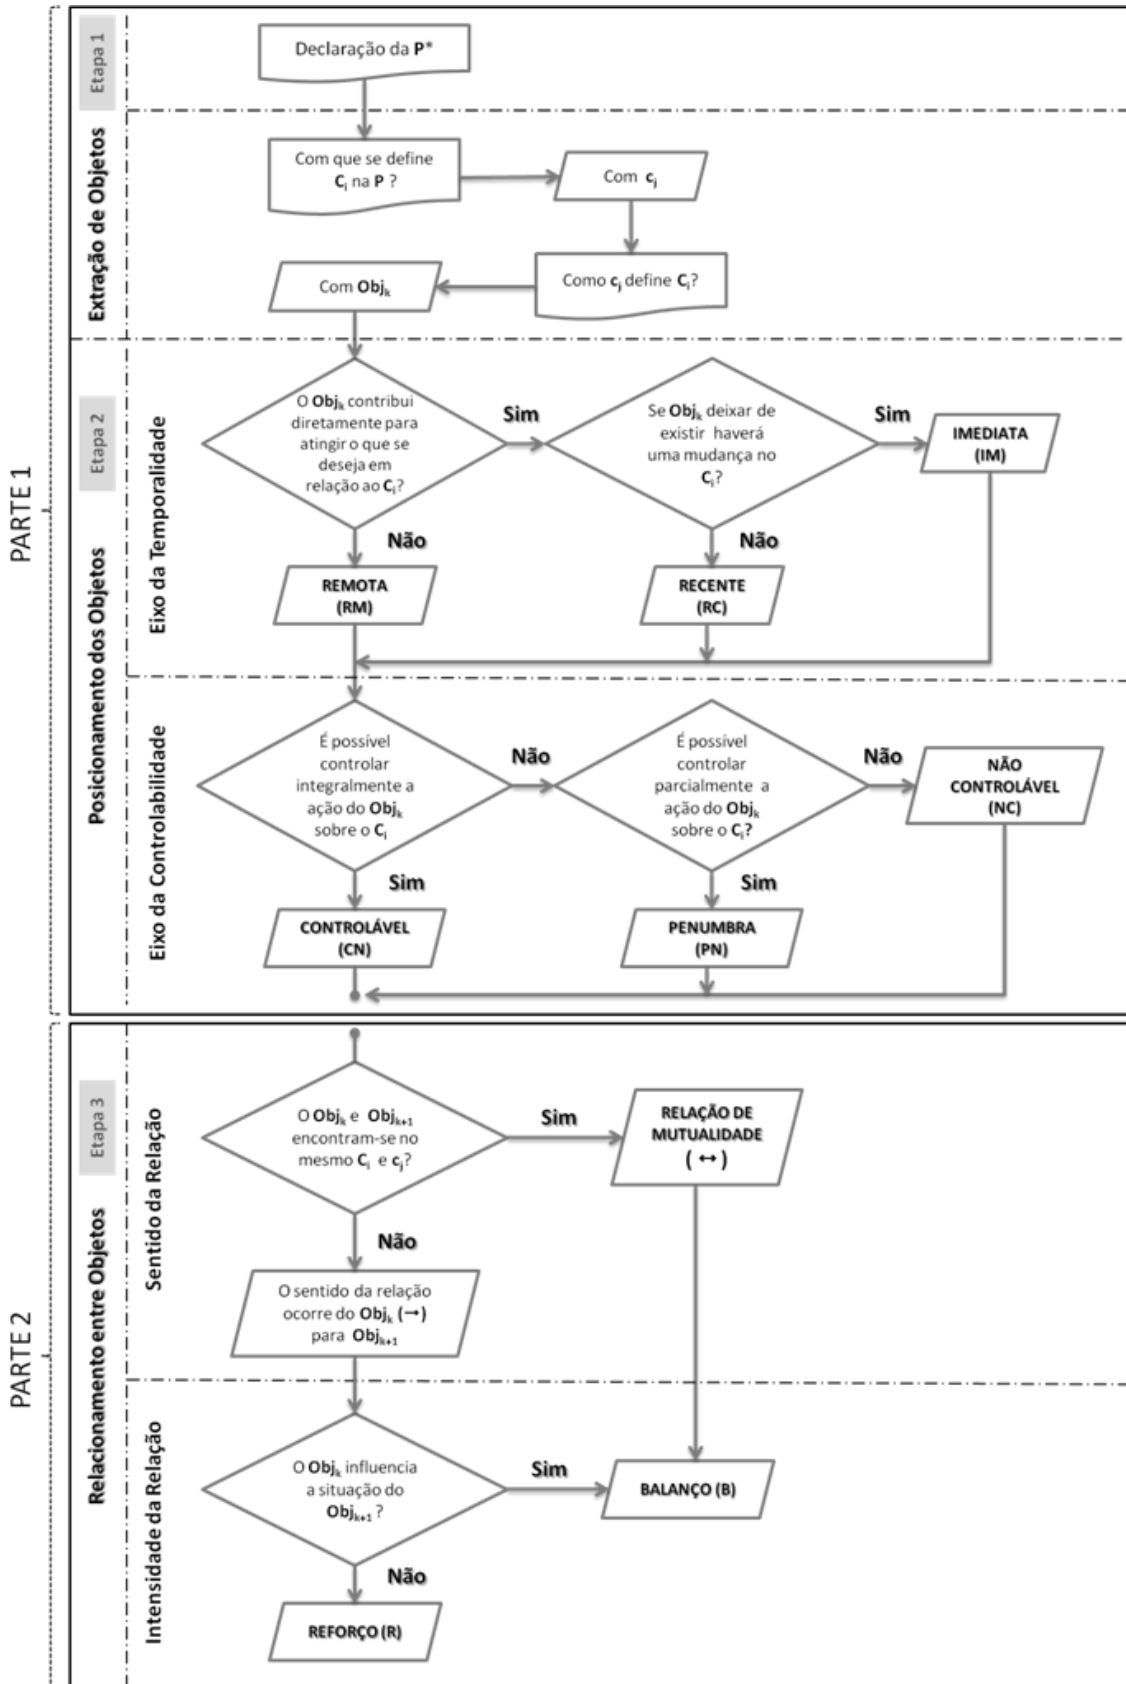 PARTE 1
Etapa 1
Extração de Objetos
Declaração da P*
Com que se define
Ci na P ?
Com cj
Como cj define Ci?
Com Objk
Etapa 2
Posicionamento dos Objetos
Eixo da Temporalidade
O Objk contribui
diretamente para
atingir o que se
deseja em
relação ao Ci?
Sim
Se Objk deixar de
existir haverá
uma mudança no
Ci?
Sim
IMEDIATA
(IM)
Não
Não
REMOTA
(RM)
RECENTE
(RC)
Eixo da Controlabilidade
É possível
controlar
integralmente a
ação do Objk
sobre o Ci
Não
É possível
controlar
parcialmente a
ação do Objk
sobre o Ci?
Não
NÃO
CONTROLÁVEL
(NC)
Sim
Sim
CONTROLÁVEL
(CN)
PENUMBRA
(PN)
PARTE 2
Etapa 3
Relacionamento entre Objetos
Sentido da Relação
O Objk e Objk+1
encontram-se no
mesmo Ci e cj?
Sim
RELAÇÃO DE
MUTUALIDADE
( ↔ )
Não
O sentido da relação
ocorre do Objk (→)
para Objk+1
Intensidade da Relação
O Objk influencia
a situação do
Objk+1 ?
Sim
BALANÇO (B)
Não
REFORÇO (R)